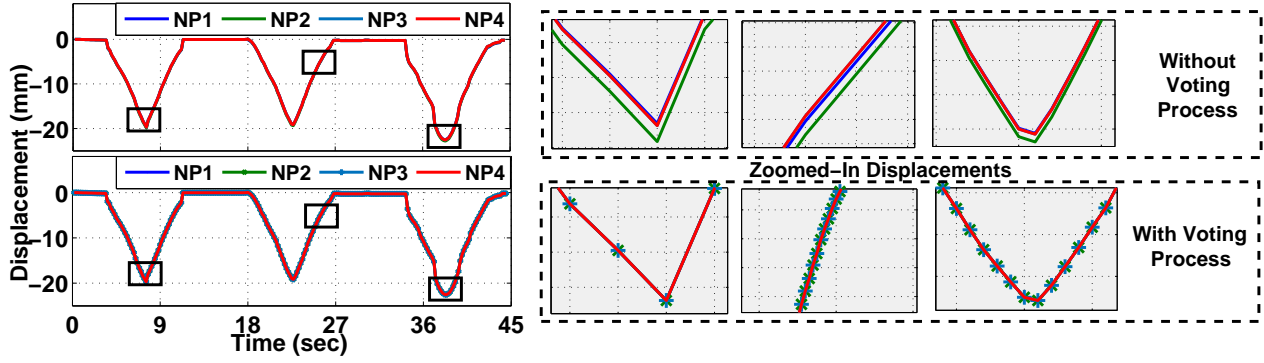 NP1 NP2 NP3 NP4
0
−10
−20
NP1 NP2 NP3 NP4
0
−10
−20
0 9 18 27 36 45
Time (sec)
Displacement (mm)
Without
Voting
Process
Zoomed−In Displacements
With Voting
Process